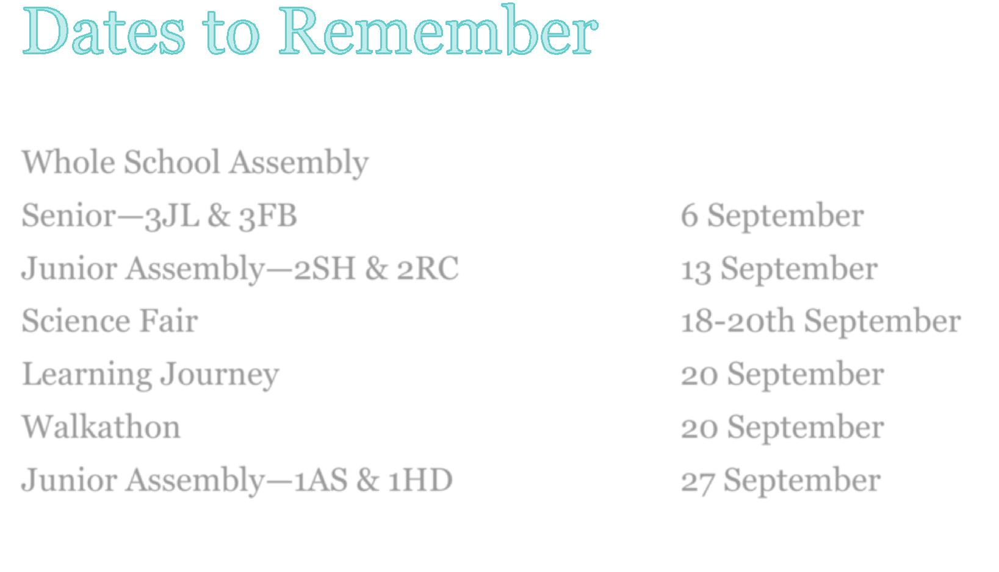 Dates to Remember
Whole School Assembly
Senior—3JL & 3FB 6 September
Junior Assembly—2SH & 2RC 13 September
Science Fair 18-20th September
Learning Journey 20 September
Walkathon 20 September
Junior Assembly—1AS & 1HD 27 September